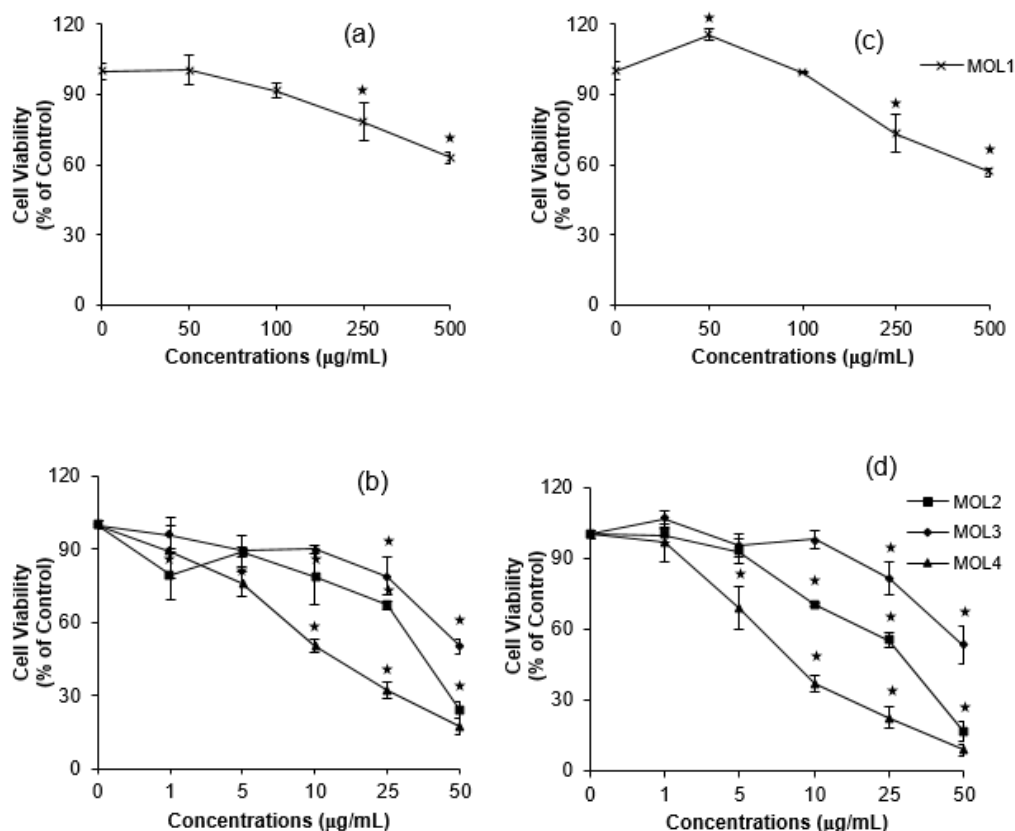 (a)
Cell Viability
(% of Control)
120
90
60
30
0
0 50 100 250 500
Concentrations (µg/mL)
(c)
MOL1
Cell Viability
(% of Control)
120
90
60
30
0
0 50 100 250 500
Concentrations (µg/mL)
(b)
Cell Viability
(% of Control)
120
90
60
30
0
0 1 5 10 25 50
Concentrations (µg/mL)
(d)
MOL2
MOL3
MOL4
Cell Viability
(% of Control)
120
90
60
30
0
0 1 5 10 25 50
Concentrations (µg/mL)